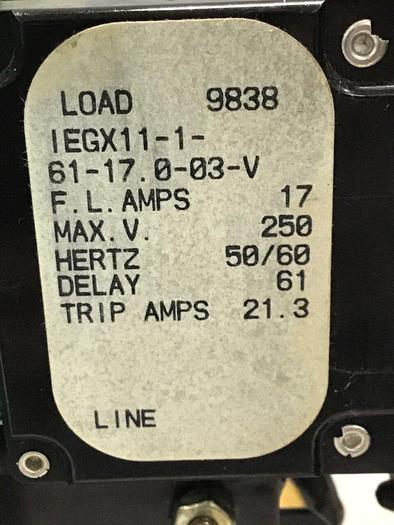 LOAD 9838
IEGX11-1-
61-17.0-03-V
F.L.AMPS 17
MAX.V. 250
HERTZ 50/60
DELAY 61
TRIP AMPS 21.3
LINE